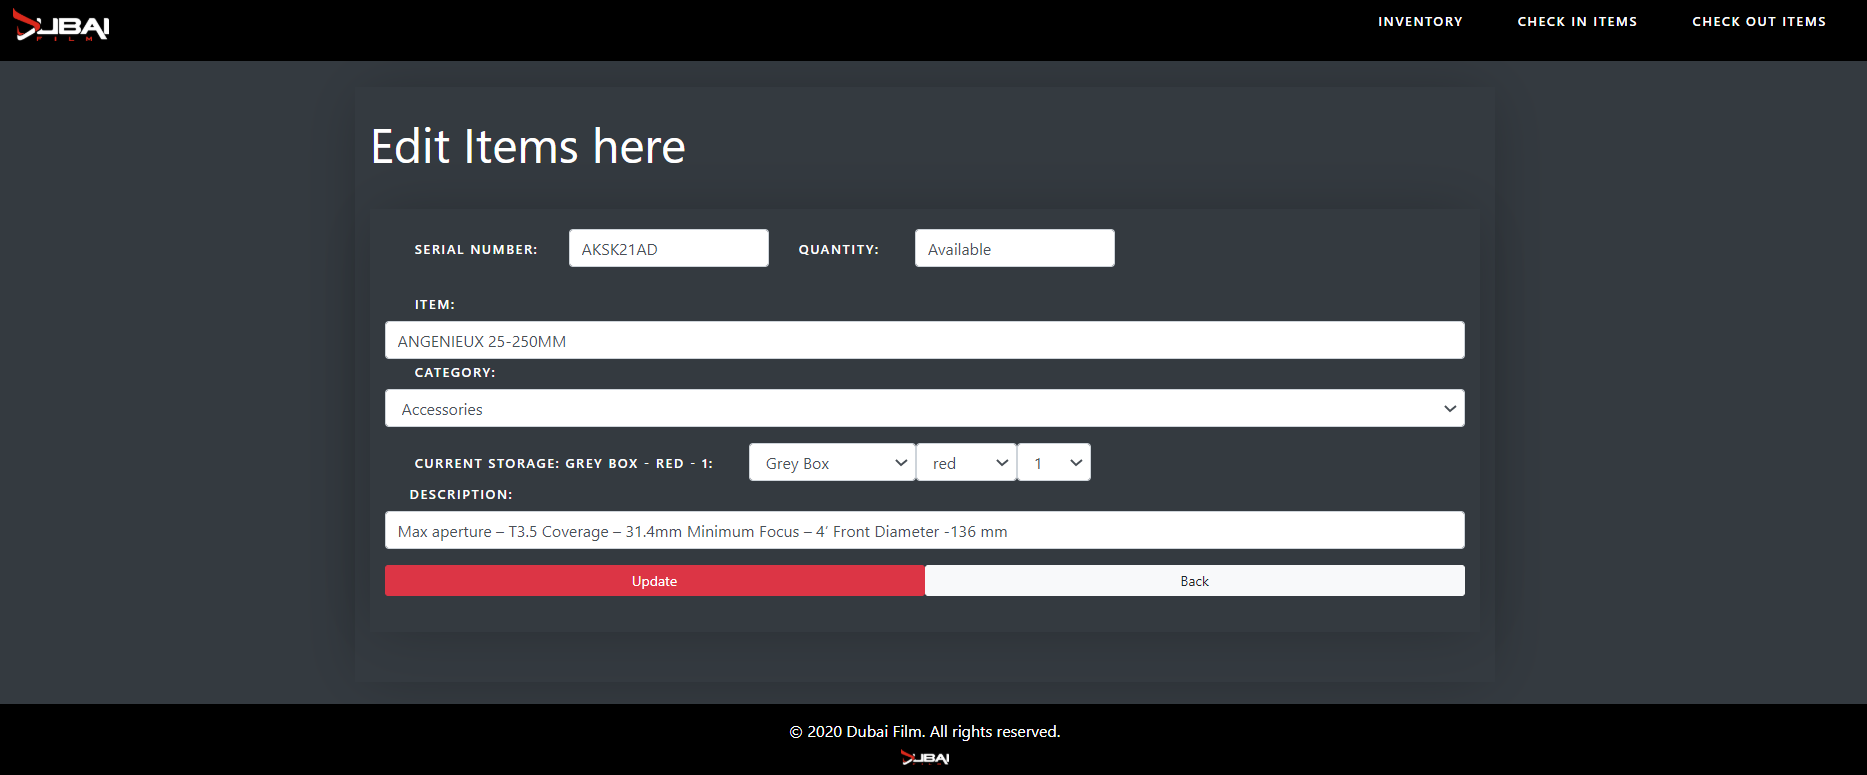 DUBAI
FILM
INVENTORY CHECK IN ITEMS CHECK OUT ITEMS
Edit Items here
SERIAL NUMBER: AKSK21AD QUANTITY: Available
ITEM:
ANGENIEUX 25-250MM
CATEGORY:
Accessories
CURRENT STORAGE: GREY BOX - RED - 1: Grey Box red 1
DESCRIPTION:
Max aperture – T3.5 Coverage – 31.4mm Minimum Focus – 4′ Front Diameter -136 mm
Update Back
© 2020 Dubai Film. All rights reserved.
DUBAI